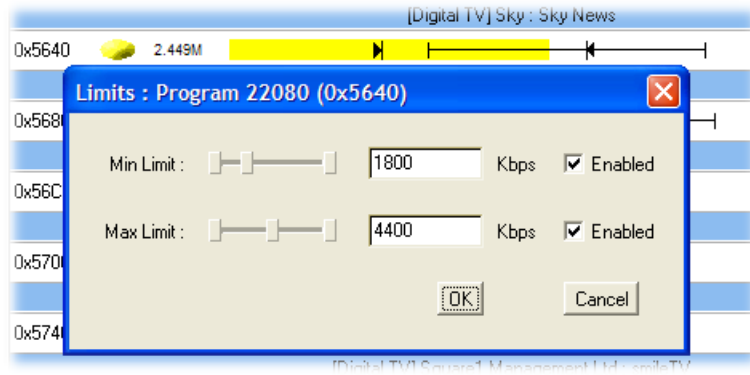 [Digital TV] Sky : Sky News
0x5640 2.449M
Limits : Program 22080 (0x5640)
0x568
Min Limit : 1800 Kbps Enabled
0x56C
Max Limit : 4400 Kbps Enabled
0x570
OK Cancel
0x574
[Digital TV] Square1 Management Ltd : smileTV